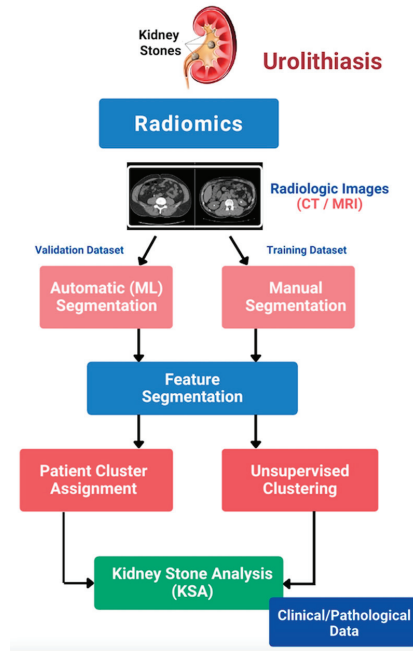 Kidney
Stones
Urolithiasis
Radiomics
Radiologic Images
(CT / MRI)
Validation Dataset
Training Dataset
Automatic (ML)
Segmentation
Manual
Segmentation
Feature
Segmentation
Patient Cluster
Assignment
Unsupervised
Clustering
Kidney Stone Analysis
(KSA)
Clinical/Pathological
Data